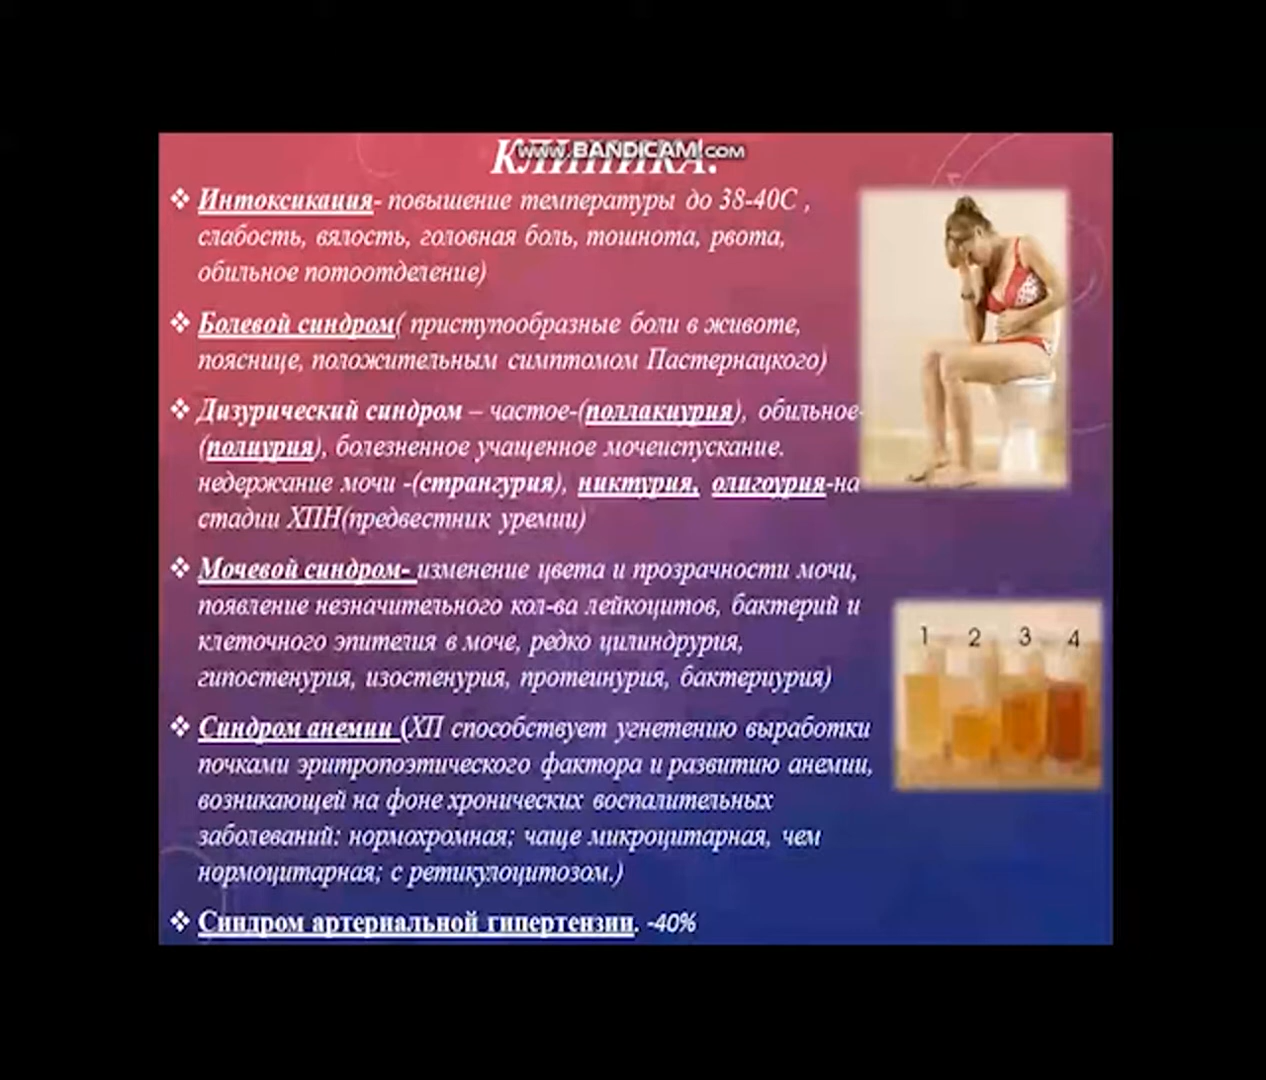 КЛИНИКА:
www.BANDICAM.COM
❖ Интоксикация- повышение температуры до 38-40С ,
слабость, вялость, головная боль, тошнота, рвота,
обильное потоотделение)
❖ Болевой синдром( приступообразные боли в животе,
пояснице, положительным симптомом Пастернацкого)
❖ Дизурический синдром – частое-(поллакиурия), обильное-
(полиурия), болезненное учащенное мочеиспускание.
недержание мочи -(странгурия), никтурия, олигоурия-на
стадии ХПН(предвестник уремии)
❖ Мочевой синдром- изменение цвета и прозрачности мочи,
появление незначительного кол-ва лейкоцитов, бактерий и
клеточного эпителия в моче, редко цилиндрурия,
гипостенурия, изостенурия, протеинурия, бактериурия)
❖ Синдром анемии (ХП способствует угнетению выработки
почками эритропоэтического фактора и развитию анемии,
возникающей на фоне хронических воспалительных
заболеваний: нормохромная; чаще микроцитарная, чем
нормоцитарная; с ретикулоцитозом.)
❖ Синдром артериальной гипертензии. -40%
1 2 3 4